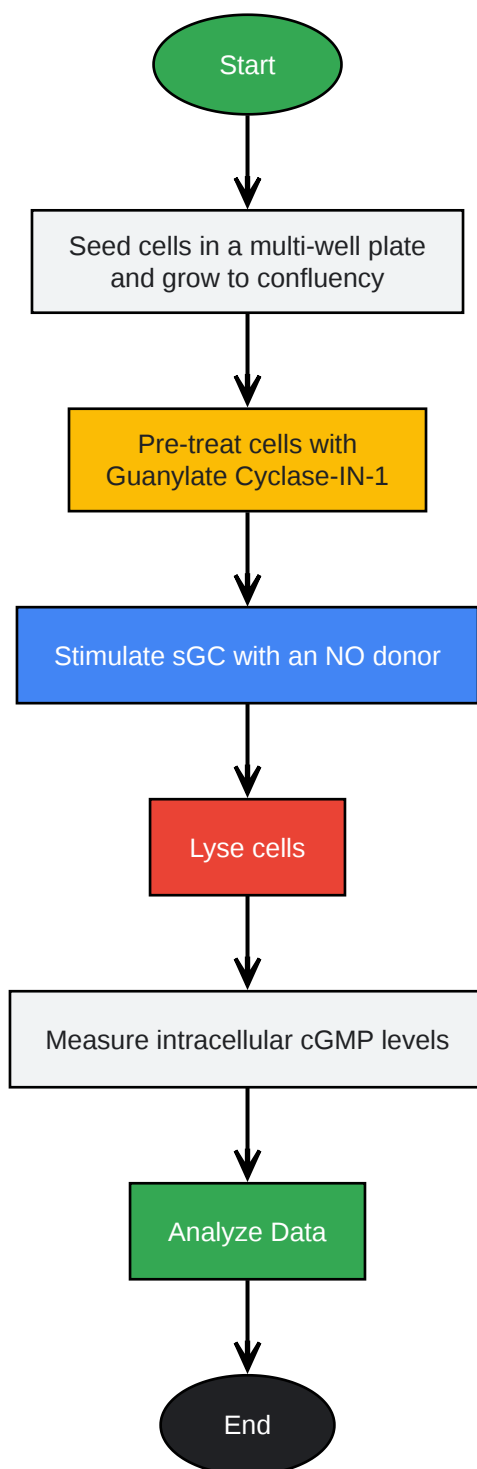 Start
Seed cells in a multi-well plate
and grow to confluency
Pre-treat cells with
Guanylate Cyclase-IN-1
Stimulate sGC with an NO donor
Lyse cells
Measure intracellular cGMP levels
Analyze Data
End